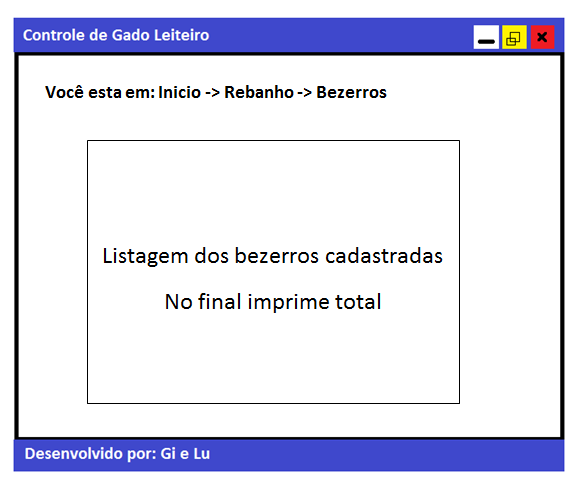 Controle de Gado Leiteiro
Você esta em: Inicio -> Rebanho -> Bezerros
Listagem dos bezerros cadastradas
No final imprime total
Desenvolvido por: Gi e Lu